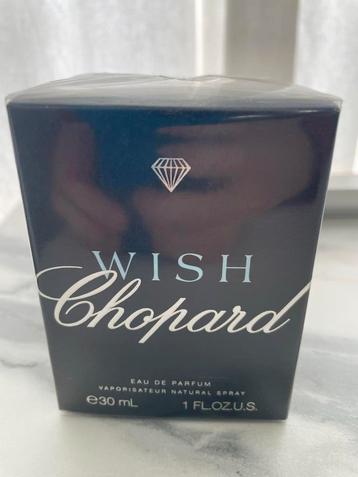 WISH
Chopard
EAU DE PARFUM
VAPORISATEUR NATURAL SPRAY
℮30 mL 1 FL.OZ.U.S.